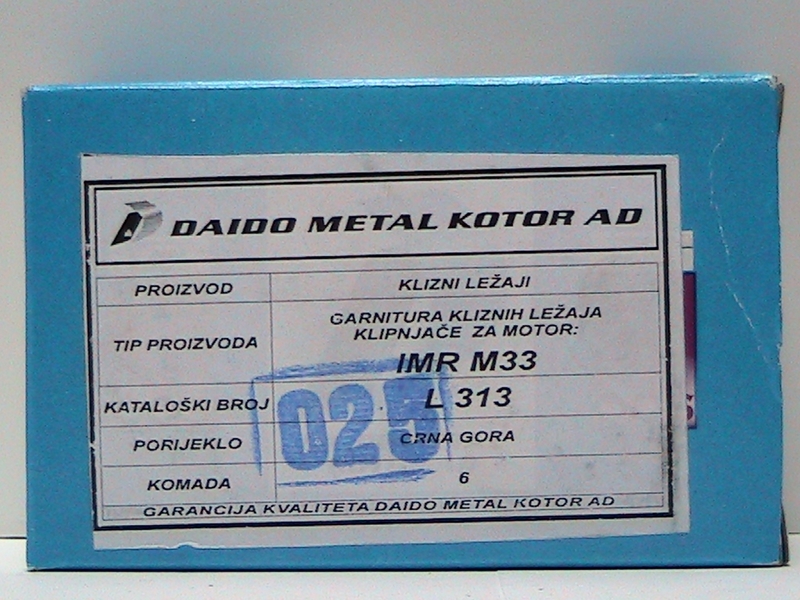 DAIDO METAL KOTOR AD
PROIZVOD KLIZNI LEŽAJI
TIP PROIZVODA GARNITURA KLIZNIH LEŽAJA
KLIPNJAČE ZA MOTOR:
IMR M33
KATALOŠKI BROJ L 313
025
PORIJEKLO CRNA GORA
KOMADA 6
GARANCIJA KVALITETA DAIDO METAL KOTOR AD